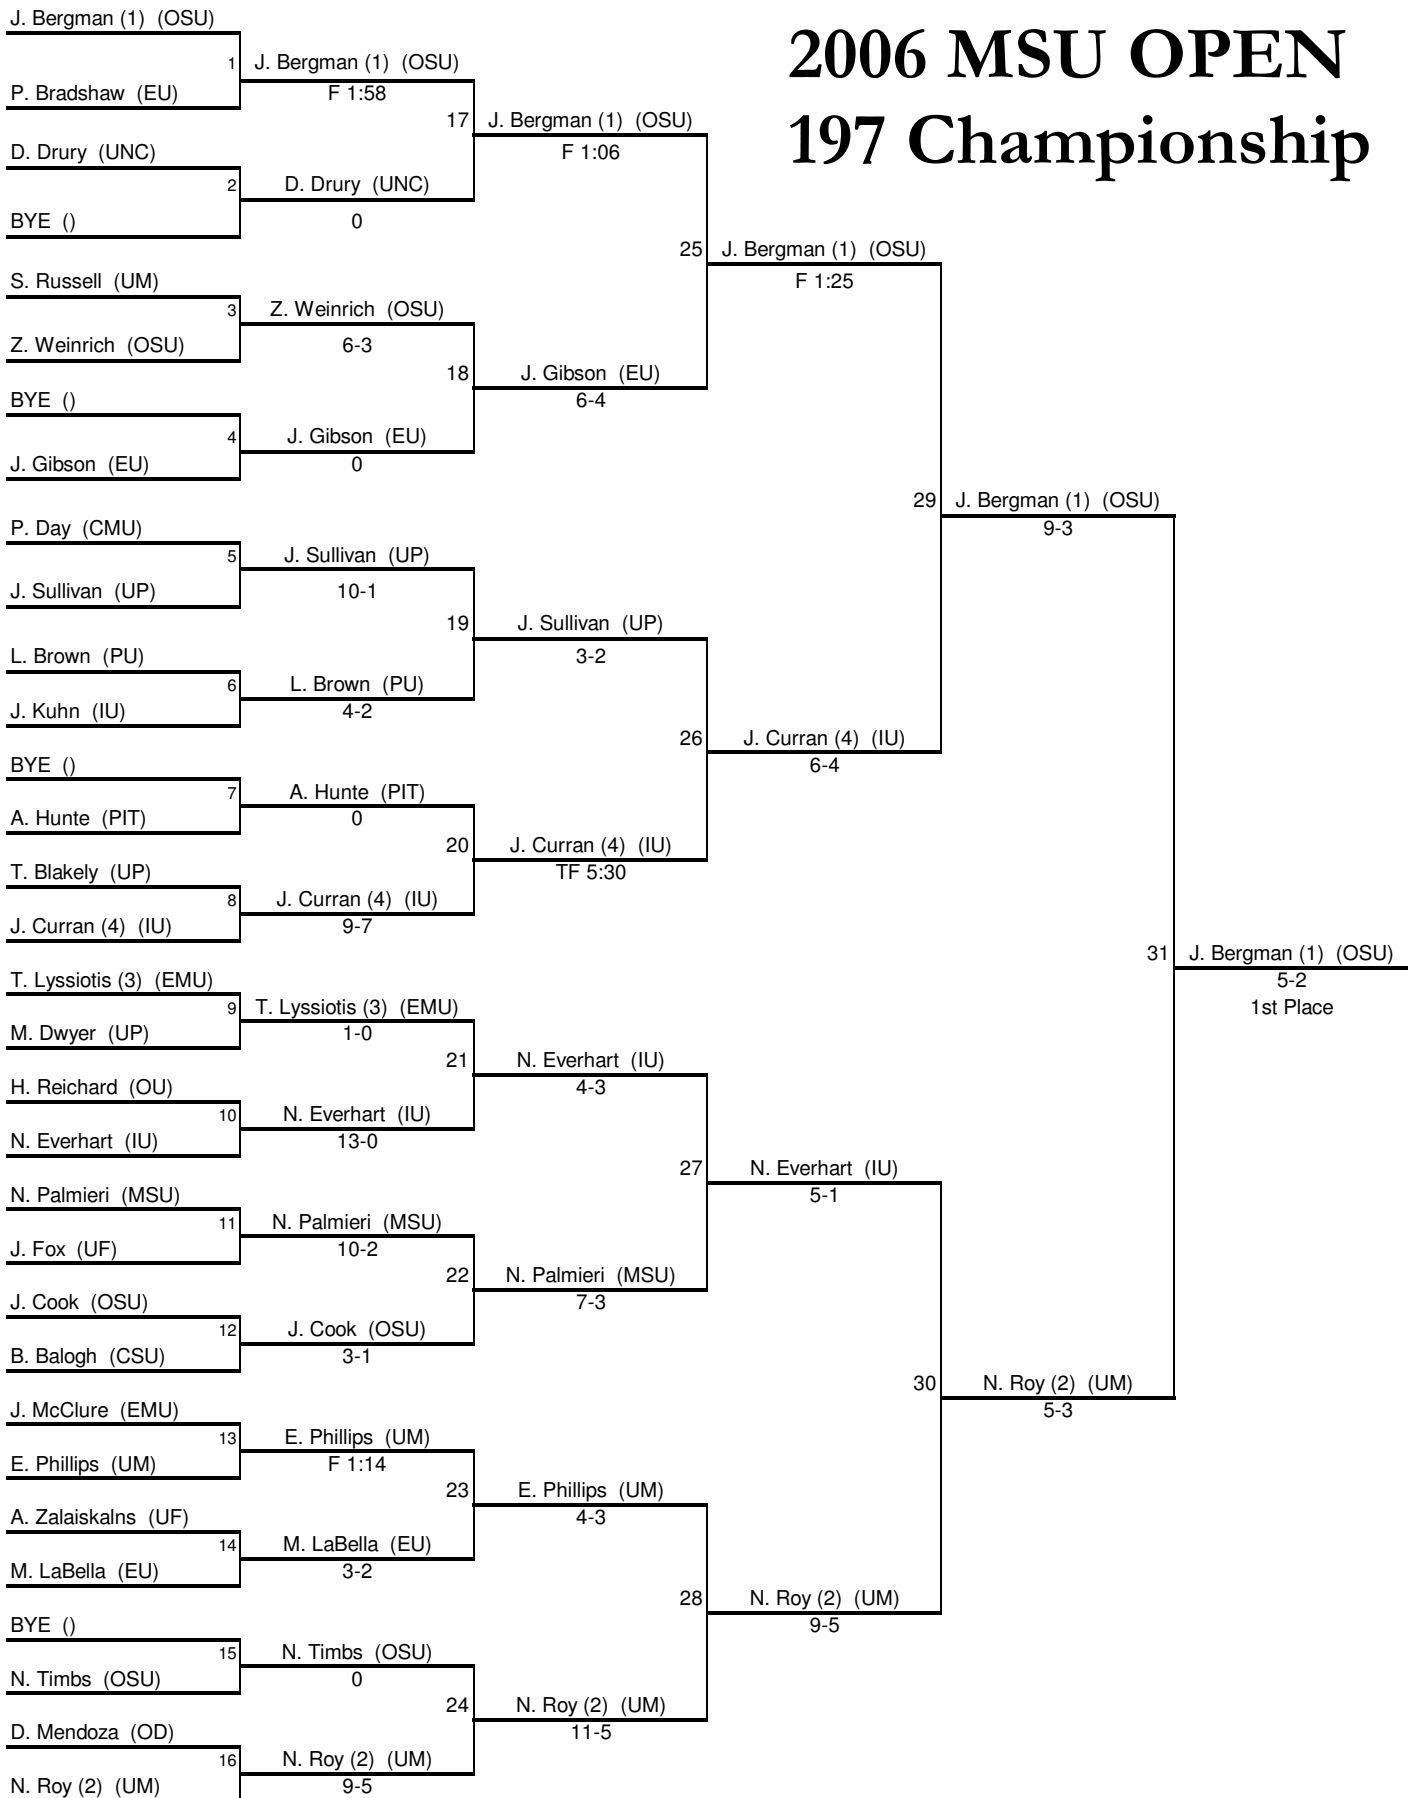 2006 MSU OPEN
197 Championship
J. Bergman (1) (OSU)
1
P. Bradshaw (EU)
D. Drury (UNC)
2
BYE ()
S. Russell (UM)
3
Z. Weinrich (OSU)
BYE ()
4
J. Gibson (EU)
P. Day (CMU)
5
J. Sullivan (UP)
L. Brown (PU)
6
J. Kuhn (IU)
BYE ()
7
A. Hunte (PIT)
T. Blakely (UP)
8
J. Curran (4) (IU)
T. Lyssiotis (3) (EMU)
9
M. Dwyer (UP)
H. Reichard (OU)
10
N. Everhart (IU)
N. Palmieri (MSU)
11
J. Fox (UF)
J. Cook (OSU)
12
B. Balogh (CSU)
J. McClure (EMU)
13
E. Phillips (UM)
A. Zalaiskalns (UF)
14
M. LaBella (EU)
BYE ()
15
N. Timbs (OSU)
D. Mendoza (OD)
16
N. Roy (2) (UM)
J. Bergman (1) (OSU)
F 1:58
17
D. Drury (UNC)
0
Z. Weinrich (OSU)
6-3
18
J. Gibson (EU)
0
J. Sullivan (UP)
10-1
19
L. Brown (PU)
4-2
A. Hunte (PIT)
0
20
J. Curran (4) (IU)
9-7
T. Lyssiotis (3) (EMU)
1-0
21
N. Everhart (IU)
13-0
N. Palmieri (MSU)
10-2
22
J. Cook (OSU)
3-1
E. Phillips (UM)
F 1:14
23
M. LaBella (EU)
3-2
N. Timbs (OSU)
0
24
N. Roy (2) (UM)
9-5
J. Bergman (1) (OSU)
F 1:06
25
J. Gibson (EU)
6-4
J. Sullivan (UP)
3-2
26
J. Curran (4) (IU)
TF 5:30
N. Everhart (IU)
4-3
27
N. Palmieri (MSU)
7-3
E. Phillips (UM)
4-3
28
N. Roy (2) (UM)
11-5
J. Bergman (1) (OSU)
F 1:25
29
J. Curran (4) (IU)
6-4
N. Everhart (IU)
5-1
30
N. Roy (2) (UM)
9-5
J. Bergman (1) (OSU)
9-3
31
N. Roy (2) (UM)
5-3
J. Bergman (1) (OSU)
5-2
1st Place